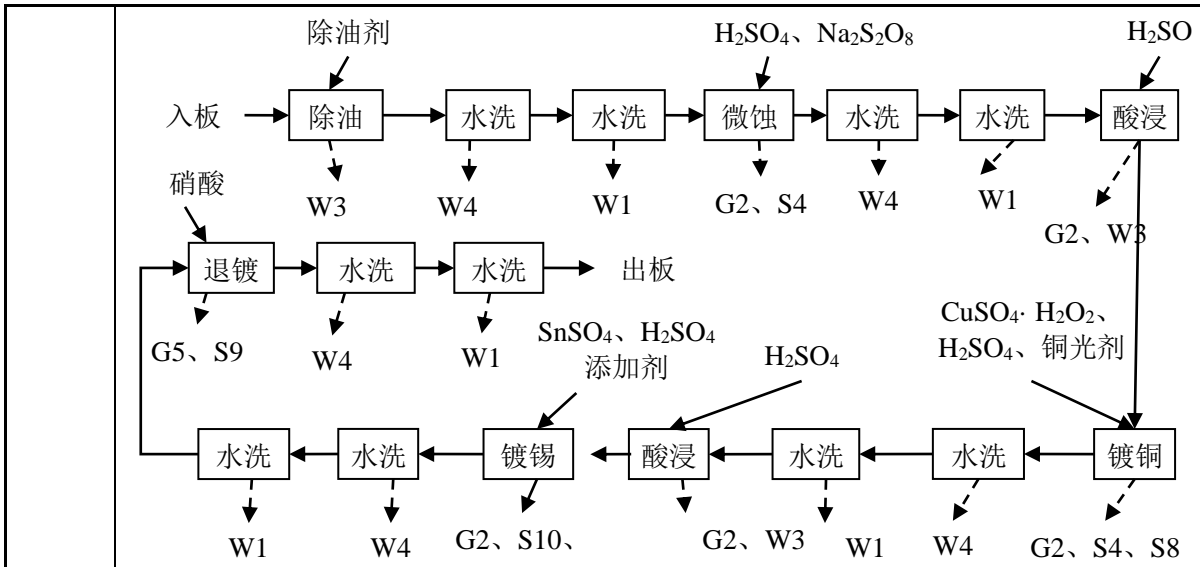 除油剂
H₂SO₄、Na₂S₂O₈
H₂SO
入板
除油
水洗
水洗
微蚀
水洗
水洗
酸浸
W3
W4
W1
G2、S4
W4
W1
G2、W3
硝酸
退镀
水洗
水洗
出板
G5、S9
W4
W1
SnSO₄、H₂SO₄
添加剂
H₂SO₄
CuSO₄· H₂O₂、
H₂SO₄、铜光剂
水洗
水洗
镀锡
酸浸
水洗
水洗
镀铜
W1
W4
G2、S10、
G2、W3
W1
W4
G2、S4、S8